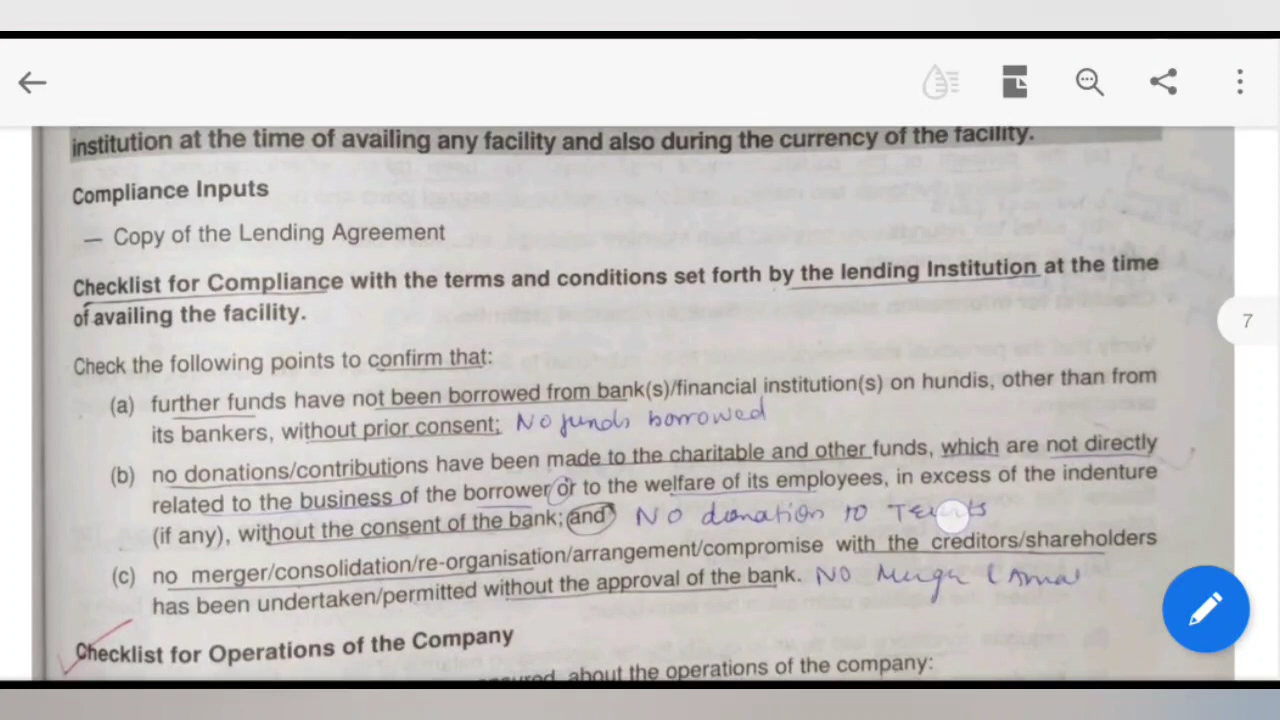 institution at the time of availing any facility and also during the currency of the facility.
Compliance Inputs
— Copy of the Lending Agreement
Checklist for Compliance with the terms and conditions set forth by the lending Institution at the time
of availing the facility.
7
Check the following points to confirm that:
(a) further funds have not been borrowed from bank(s)/financial institution(s) on hundis, other than from
its bankers, without prior consent; No funds borrowed
(b) no donations/contributions have been made to the charitable and other funds, which are not directly
related to the business of the borrower or to the welfare of its employees, in excess of the indenture
(if any), without the consent of the bank; and No donation to
(c) no merger/consolidation/re-organisation/arrangement/compromise with the creditors/shareholders
has been undertaken/permitted without the approval of the bank. No
Checklist for Operations of the Company
about the operations of the company: